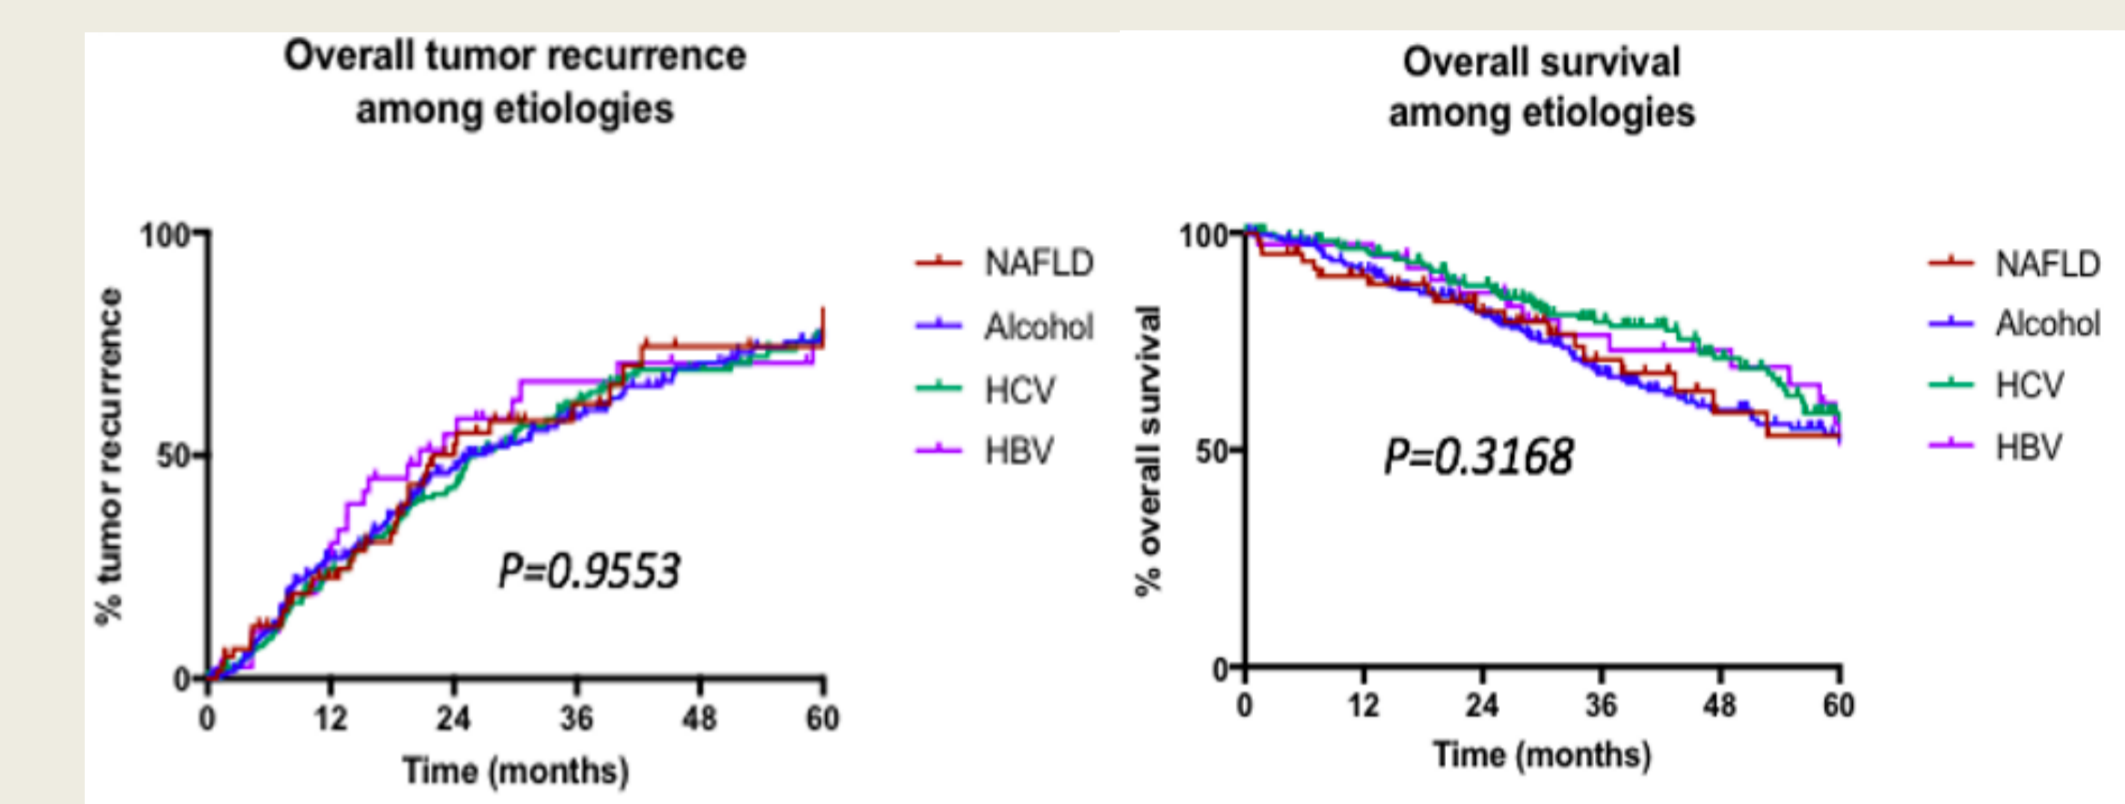 Overall tumor recurrence
among etiologies
100
50
0
0 12 24 36 48 60
% tumor recurrence
Time (months)
P=0.9553
NAFLD
Alcohol
HCV
HBV
Overall survival
among etiologies
100
50
0
0 12 24 36 48 60
% overall survival
Time (months)
P=0.3168
NAFLD
Alcohol
HCV
HBV